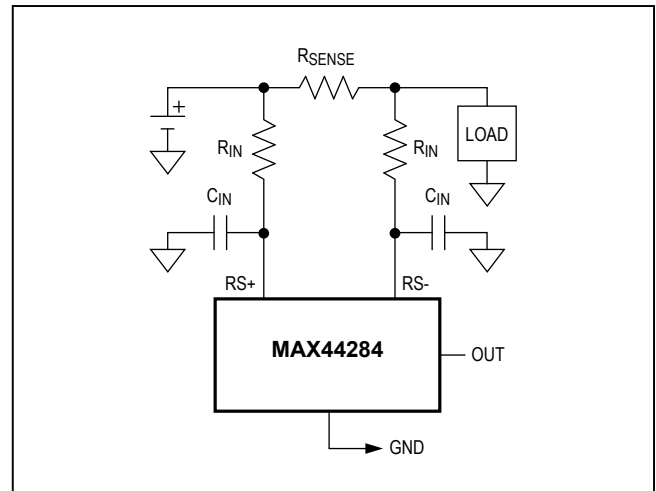 RSENSE
+
RIN
RIN
LOAD
CIN
CIN
RS+
RS-
MAX44284
OUT
GND